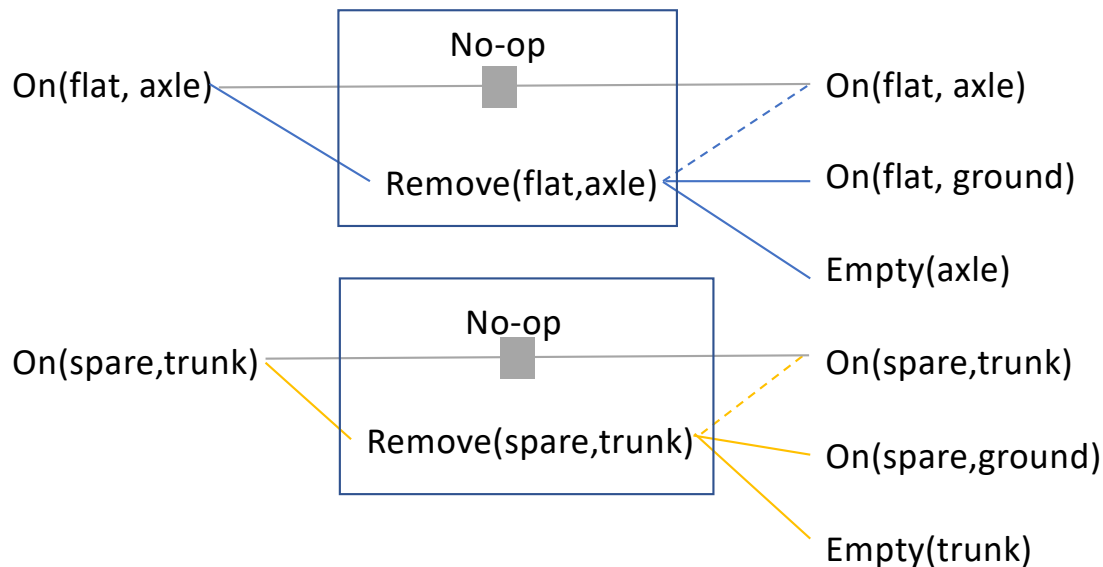 No-op
On(flat, axle)
On(flat, axle)
Remove(flat,axle)
On(flat, ground)
Empty(axle)
No-op
On(spare,trunk)
On(spare,trunk)
Remove(spare,trunk)
On(spare,ground)
Empty(trunk)